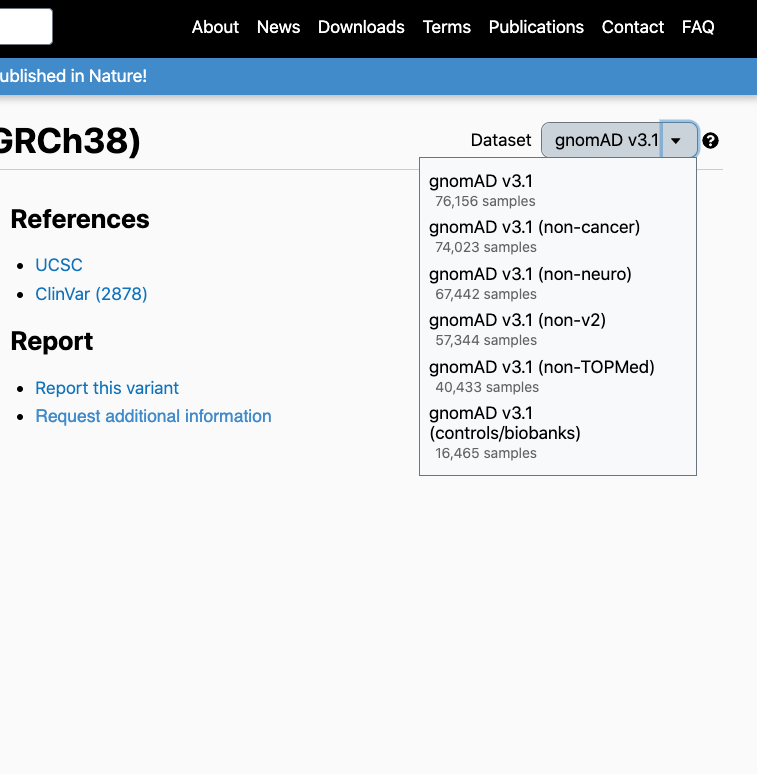 About News Downloads Terms Publications Contact FAQ
ublished in Nature!
GRCh38)
Dataset gnomAD v3.1
References
UCSC
ClinVar (2878)
Report
Report this variant
Request additional information
gnomAD v3.1
76,156 samples
gnomAD v3.1 (non-cancer)
74,023 samples
gnomAD v3.1 (non-neuro)
67,442 samples
gnomAD v3.1 (non-v2)
57,344 samples
gnomAD v3.1 (non-TOPMed)
40,433 samples
gnomAD v3.1
(controls/biobanks)
16,465 samples